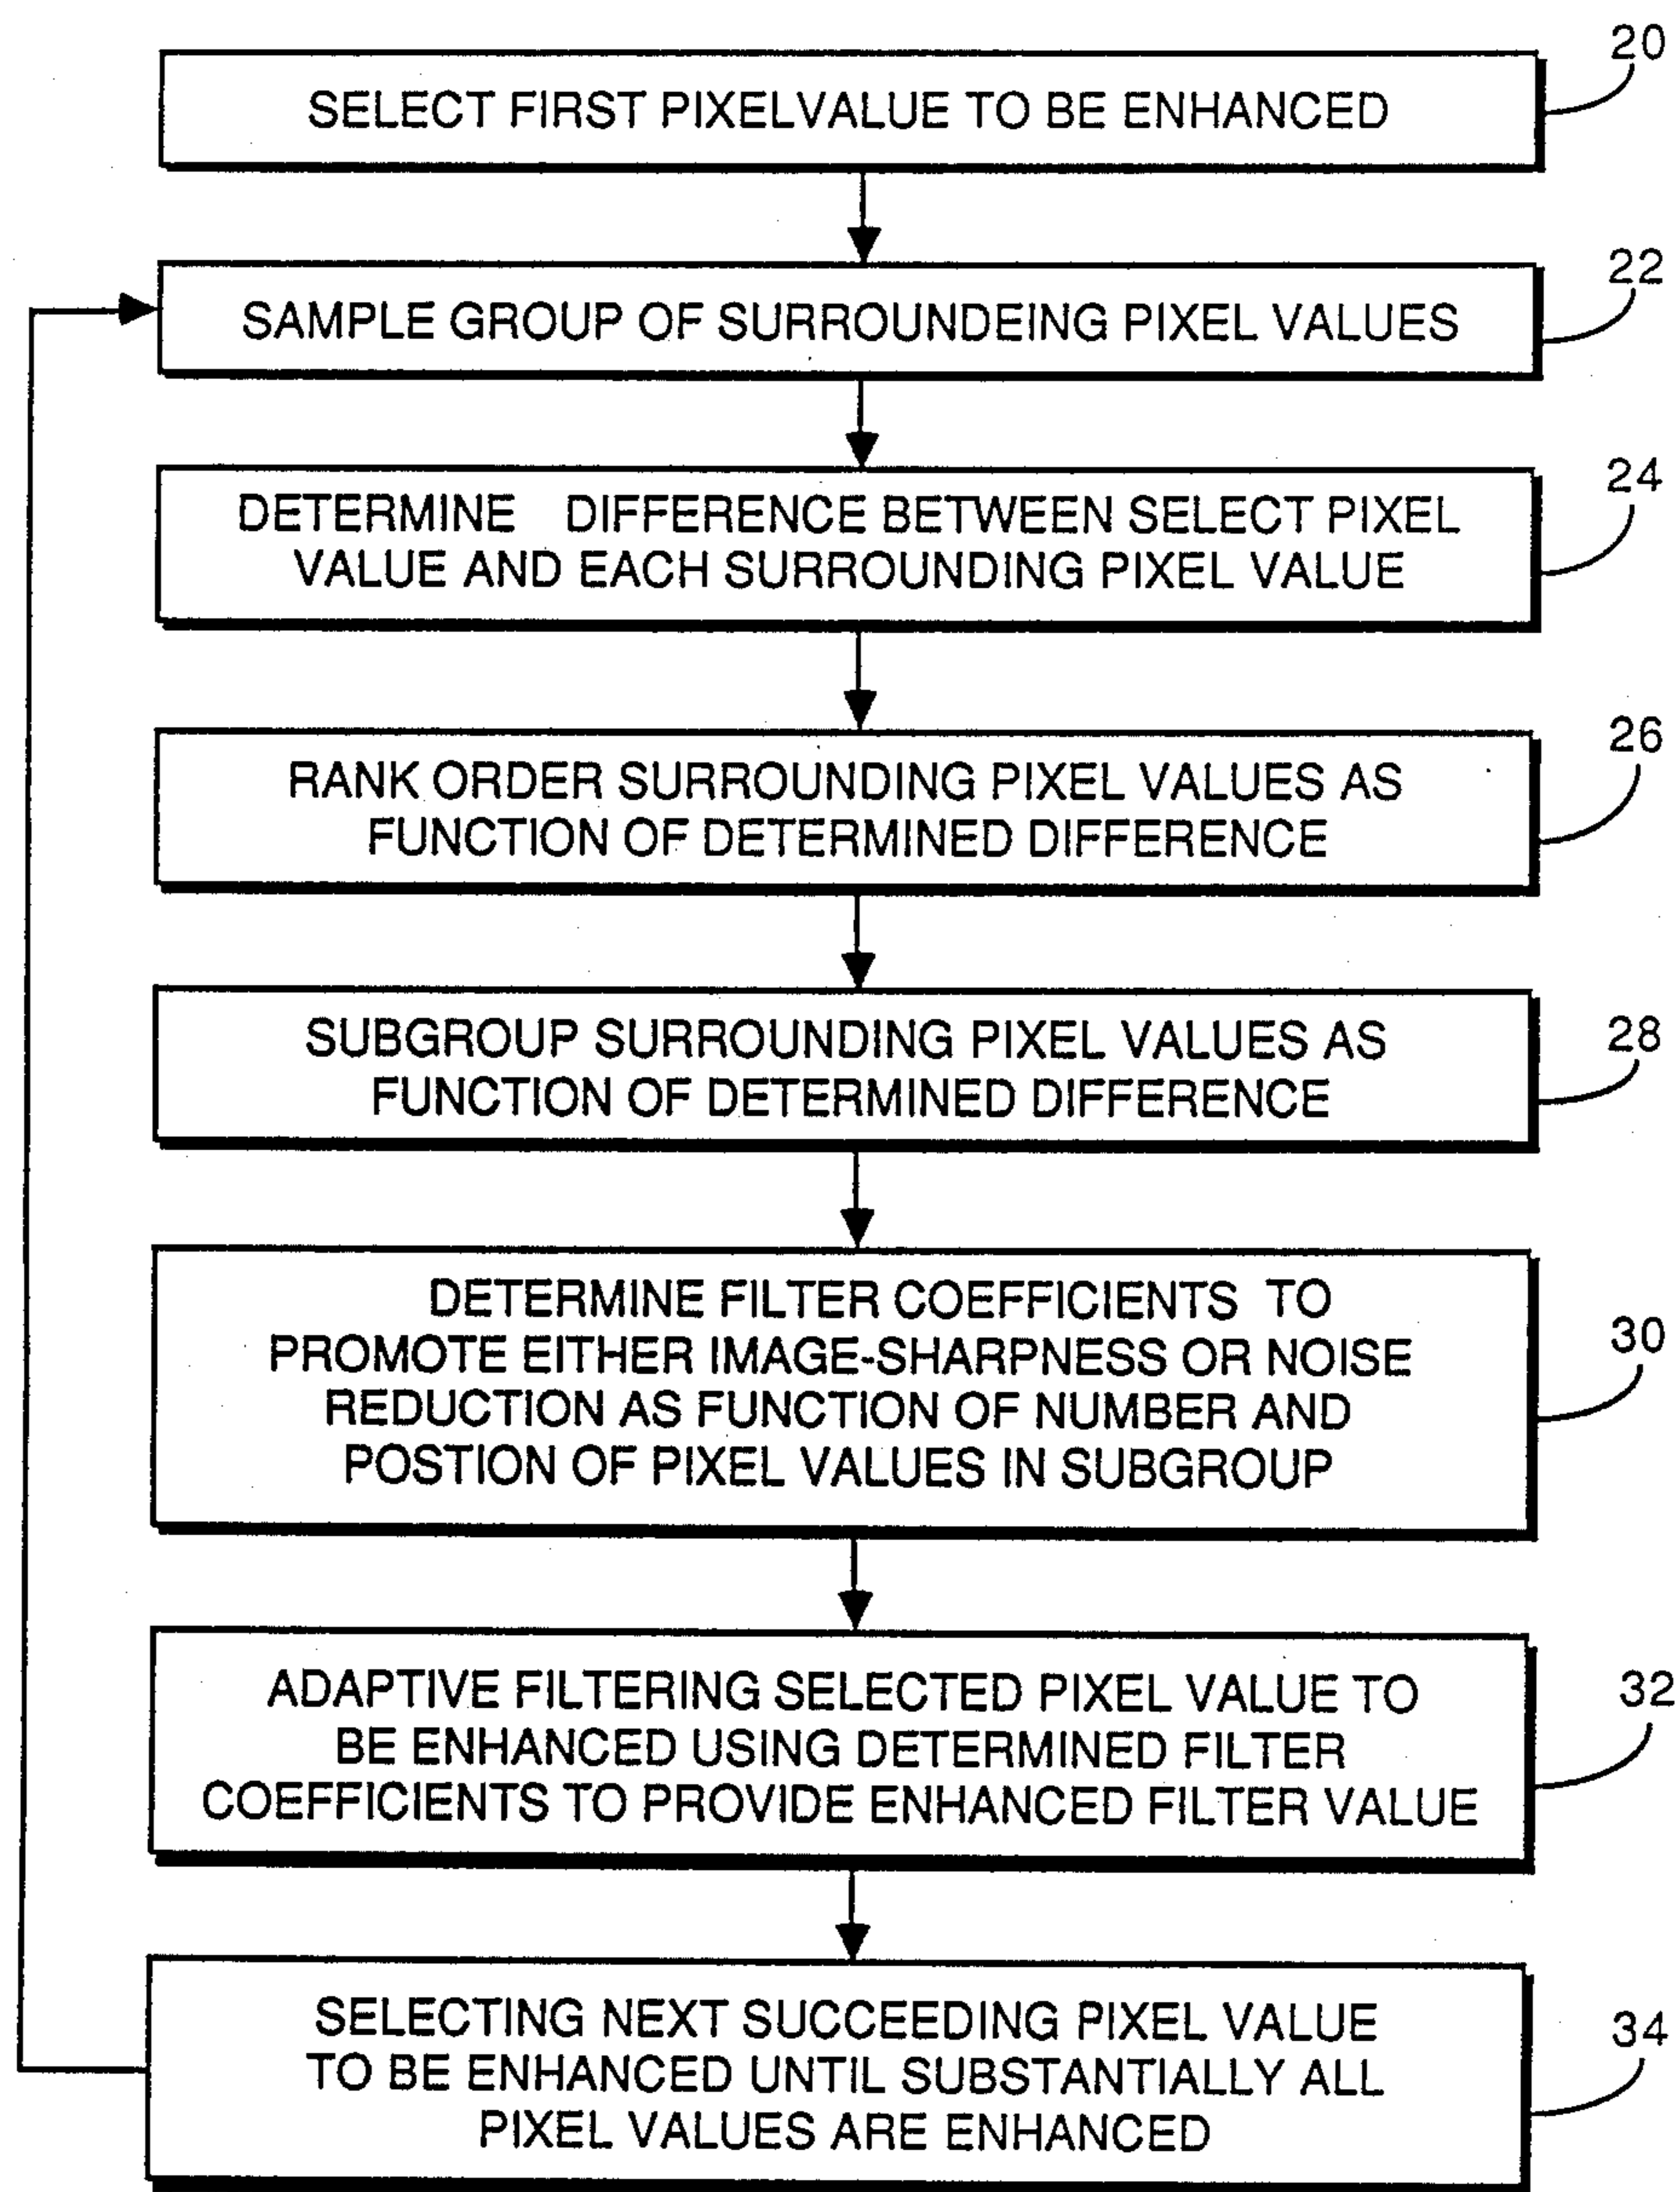 20
SELECT FIRST PIXELVALUE TO BE ENHANCED
22
SAMPLE GROUP OF SURROUNDEING PIXEL VALUES
24
DETERMINE DIFFERENCE BETWEEN SELECT PIXEL
VALUE AND EACH SURROUNDING PIXEL VALUE
26
RANK ORDER SURROUNDING PIXEL VALUES AS
FUNCTION OF DETERMINED DIFFERENCE
28
SUBGROUP SURROUNDING PIXEL VALUES AS
FUNCTION OF DETERMINED DIFFERENCE
30
DETERMINE FILTER COEFFICIENTS TO
PROMOTE EITHER IMAGE-SHARPNESS OR NOISE
REDUCTION AS FUNCTION OF NUMBER AND
POSTION OF PIXEL VALUES IN SUBGROUP
32
ADAPTIVE FILTERING SELECTED PIXEL VALUE TO
BE ENHANCED USING DETERMINED FILTER
COEFFICIENTS TO PROVIDE ENHANCED FILTER VALUE
34
SELECTING NEXT SUCCEEDING PIXEL VALUE
TO BE ENHANCED UNTIL SUBSTANTIALLY ALL
PIXEL VALUES ARE ENHANCED